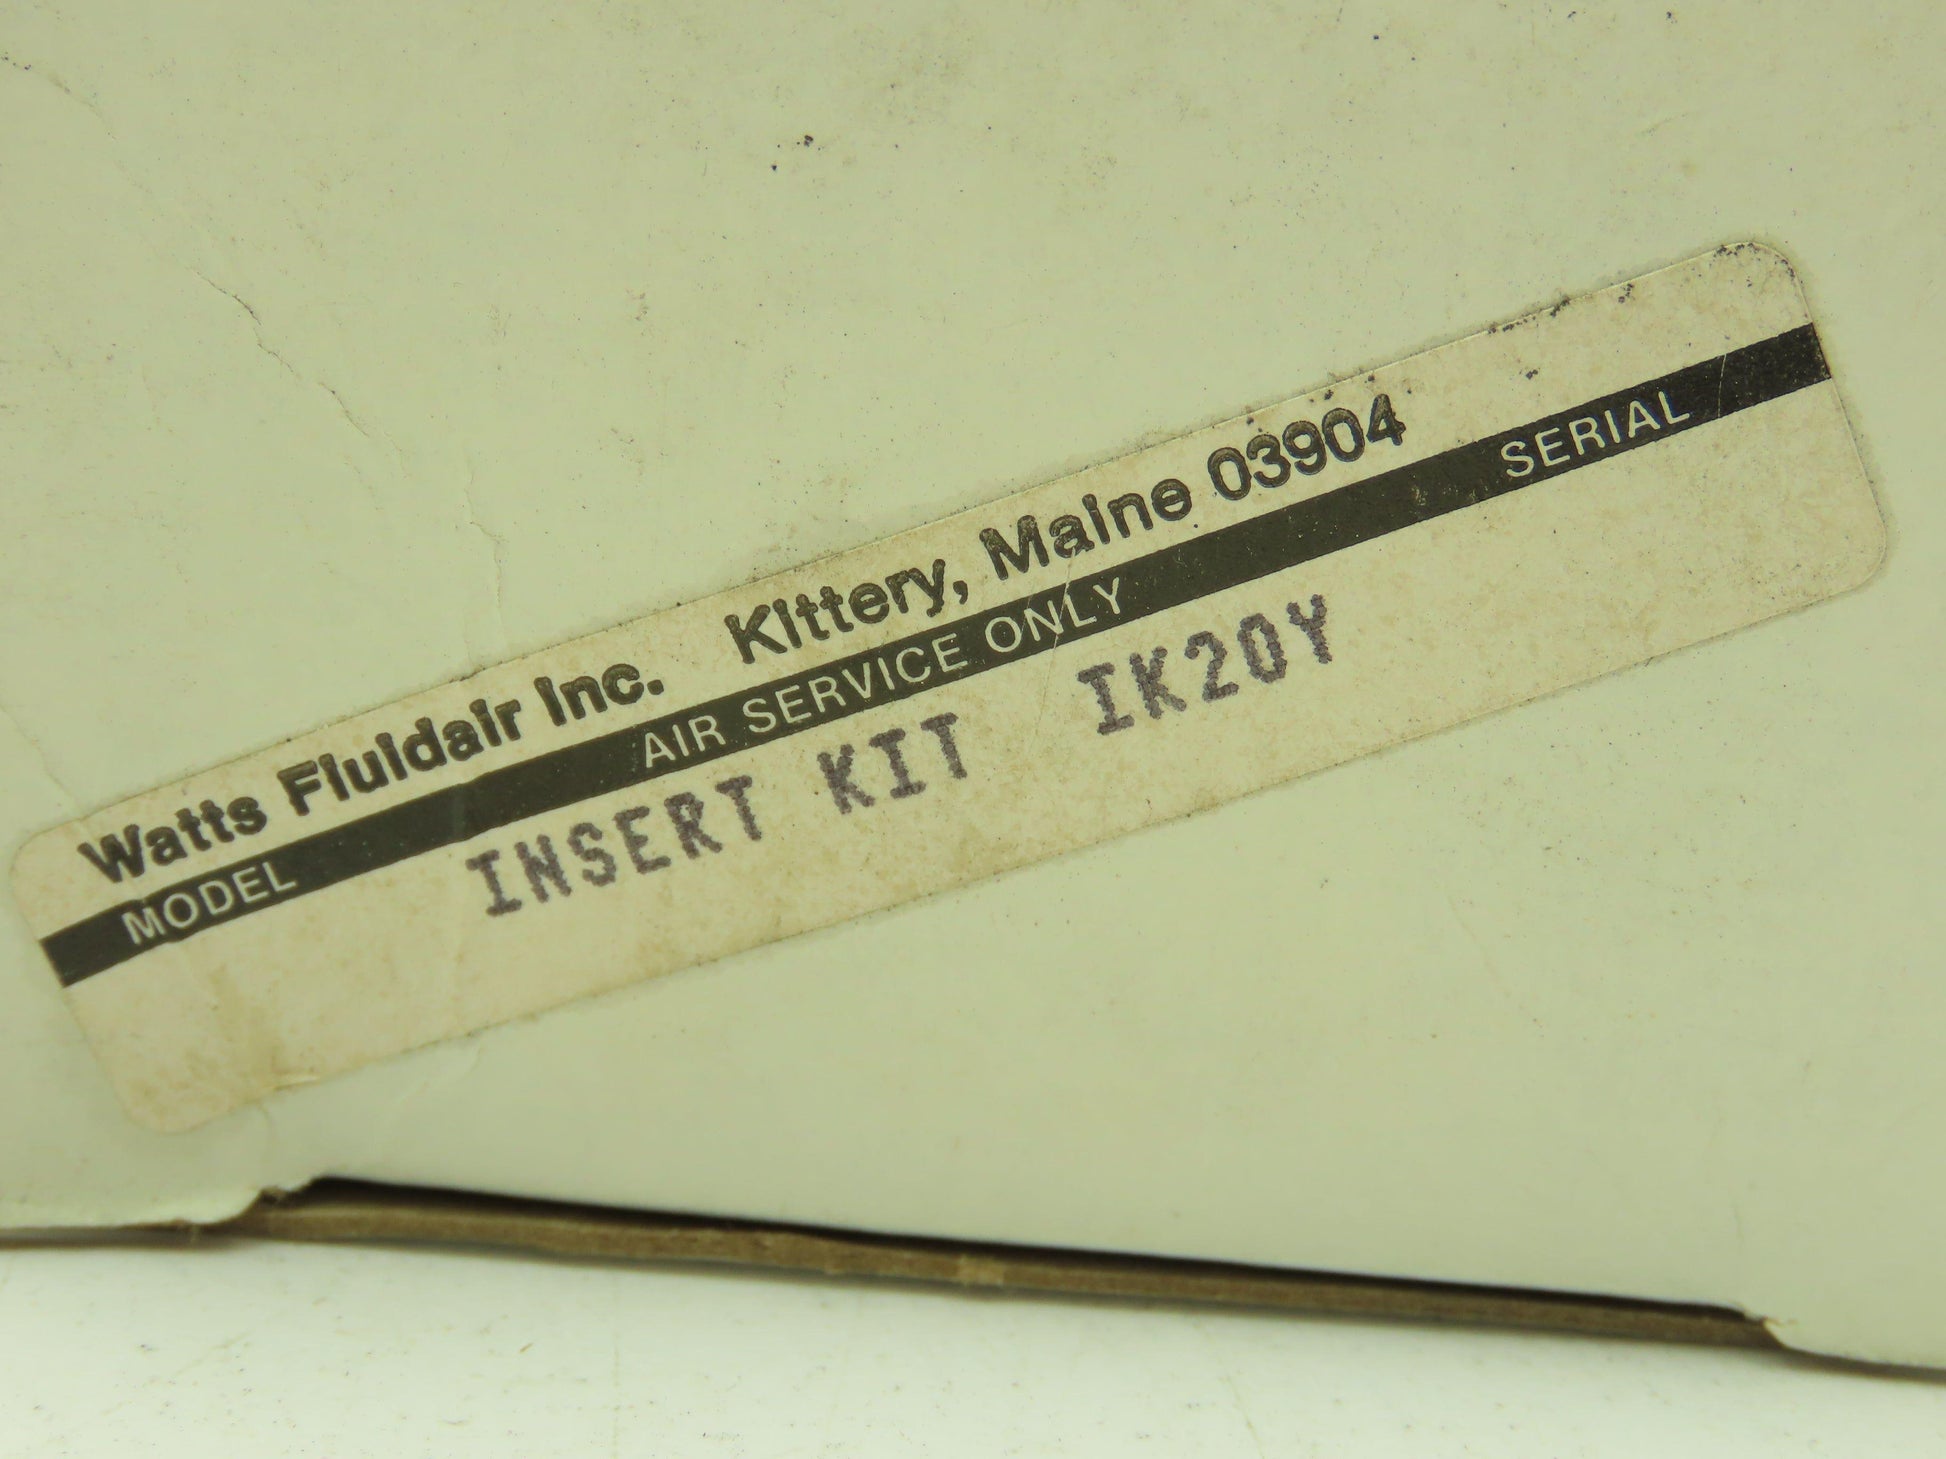 Watts Fluidair Inc. Kittery, Maine 03904
MODEL AIR SERVICE ONLY SERIAL
INSERT KIT IK20Y